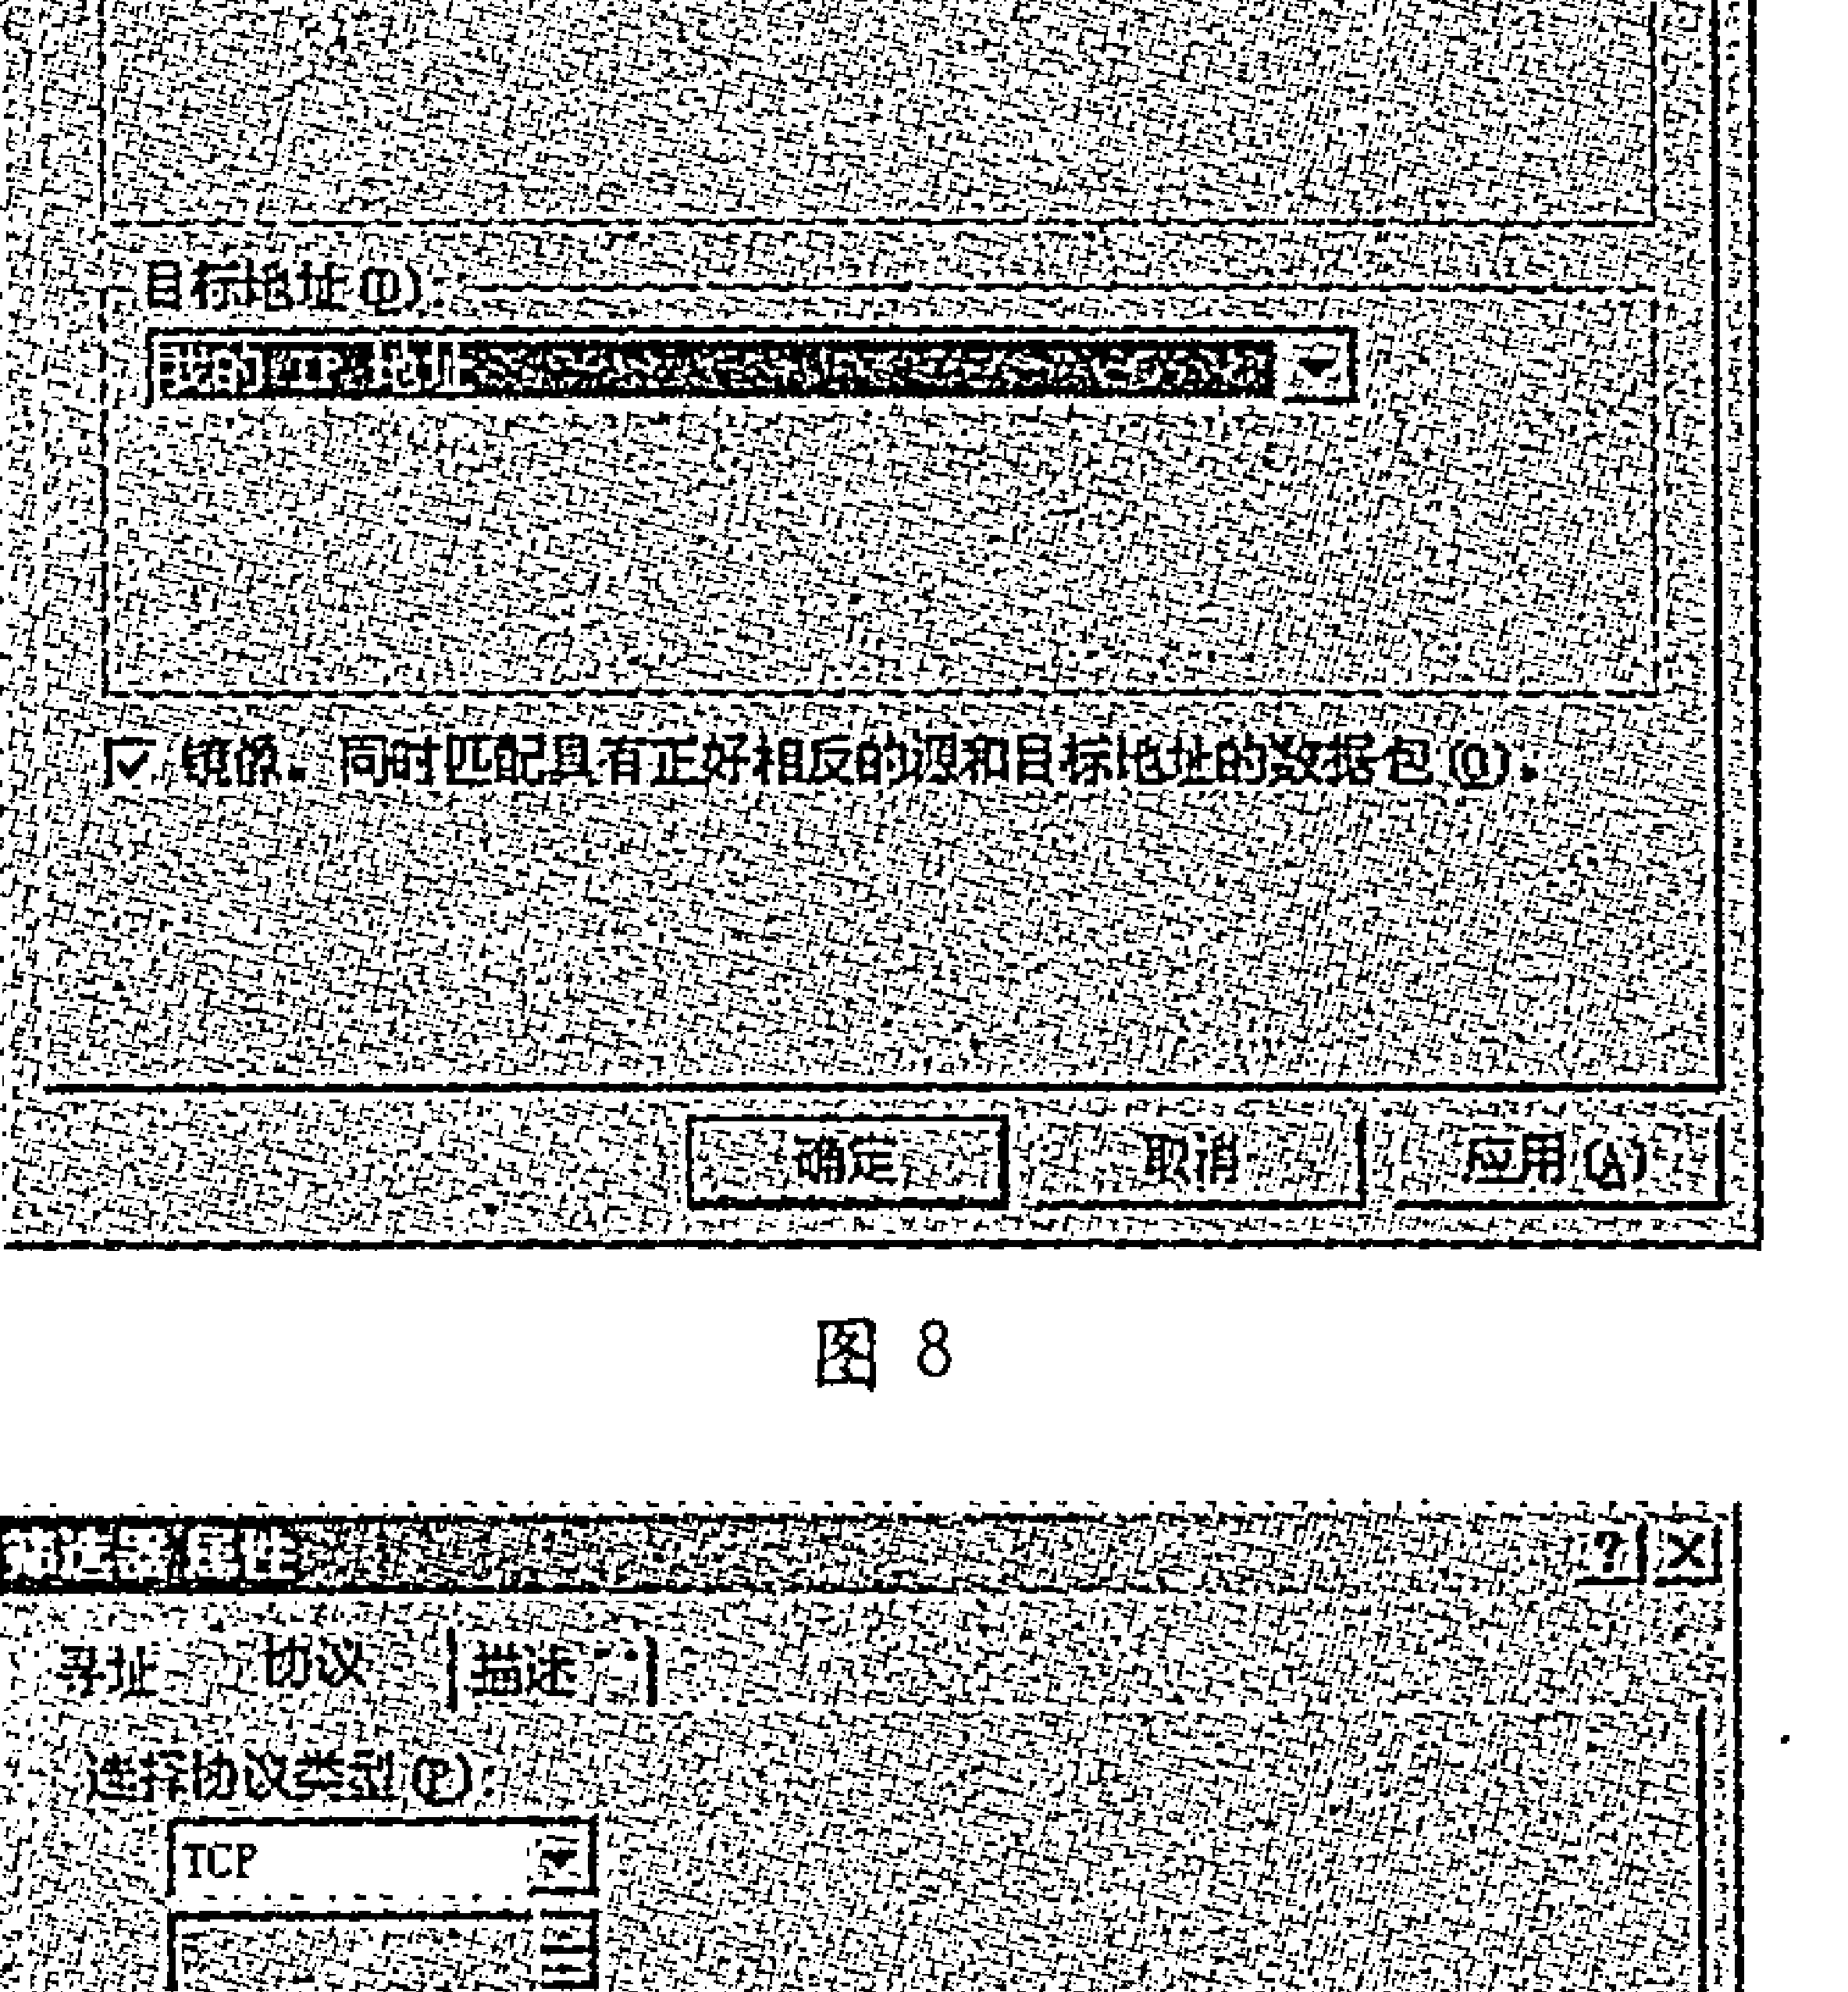 目标地址(D):
我的 IP 地址
镜像。同时匹配具有正好相反的源和目标地址的数据包(O)。
确定 取消 应用(A)
图 8
筛选器 属性
寻址 协议 描述
选择协议类型(P):
TCP